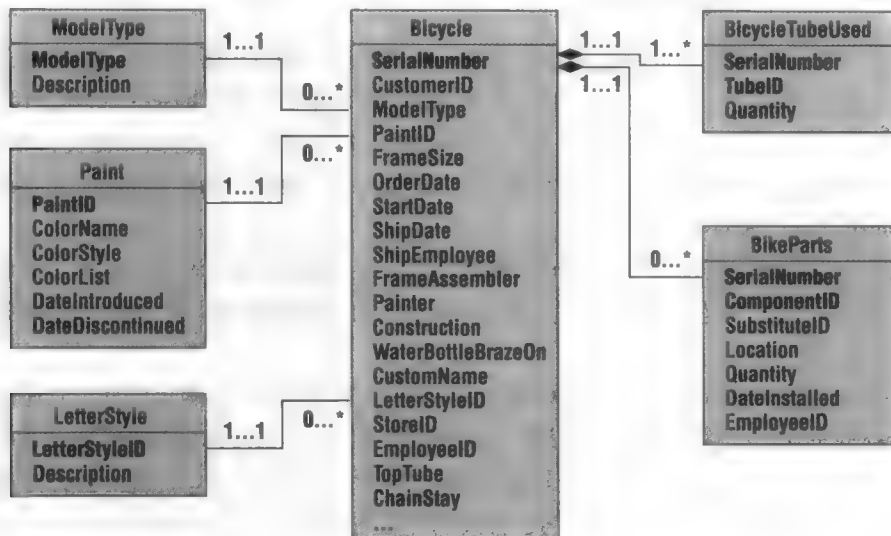 ModelType
ModelType
Description
1...1
0...*
Paint
PaintID
ColorName
ColorStyle
ColorList
DateIntroduced
DateDiscontinued
1...1
0...*
LetterStyle
LetterStyleID
Description
1...1
0...*
Bicycle
SerialNumber
CustomerID
ModelType
PaintID
FrameSize
OrderDate
StartDate
ShipDate
ShipEmployee
FrameAssembler
Painter
Construction
WaterBottleBrazeOn
CustomName
LetterStyleID
StoreID
EmployeeID
TopTube
ChainStay
...
1...1
1...*
1...1
0...*
BicycleTubeUsed
SerialNumber
TubeID
Quantity
BikeParts
SerialNumber
ComponentID
SubstituteID
Location
Quantity
DateInstalled
EmployeeID